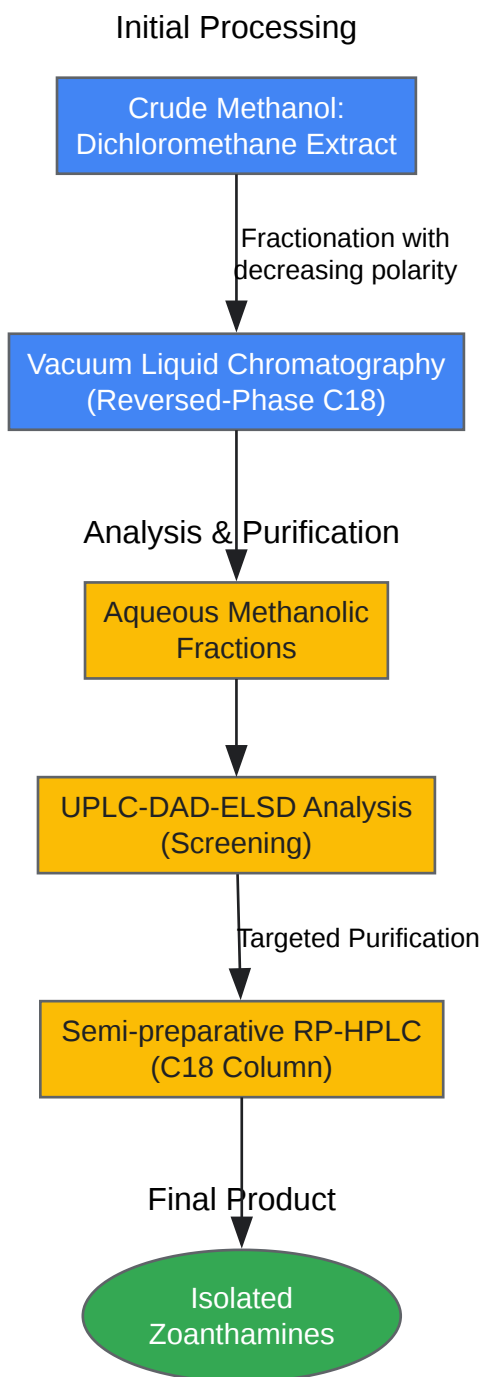 Initial Processing
Crude Methanol:
Dichloromethane Extract
Fractionation with
decreasing polarity
Vacuum Liquid Chromatography
(Reversed-Phase C18)
Analysis & Purification
Aqueous Methanolic
Fractions
UPLC-DAD-ELSD Analysis
(Screening)
Targeted Purification
Semi-preparative RP-HPLC
(C18 Column)
Final Product
Isolated
Zoanthamines